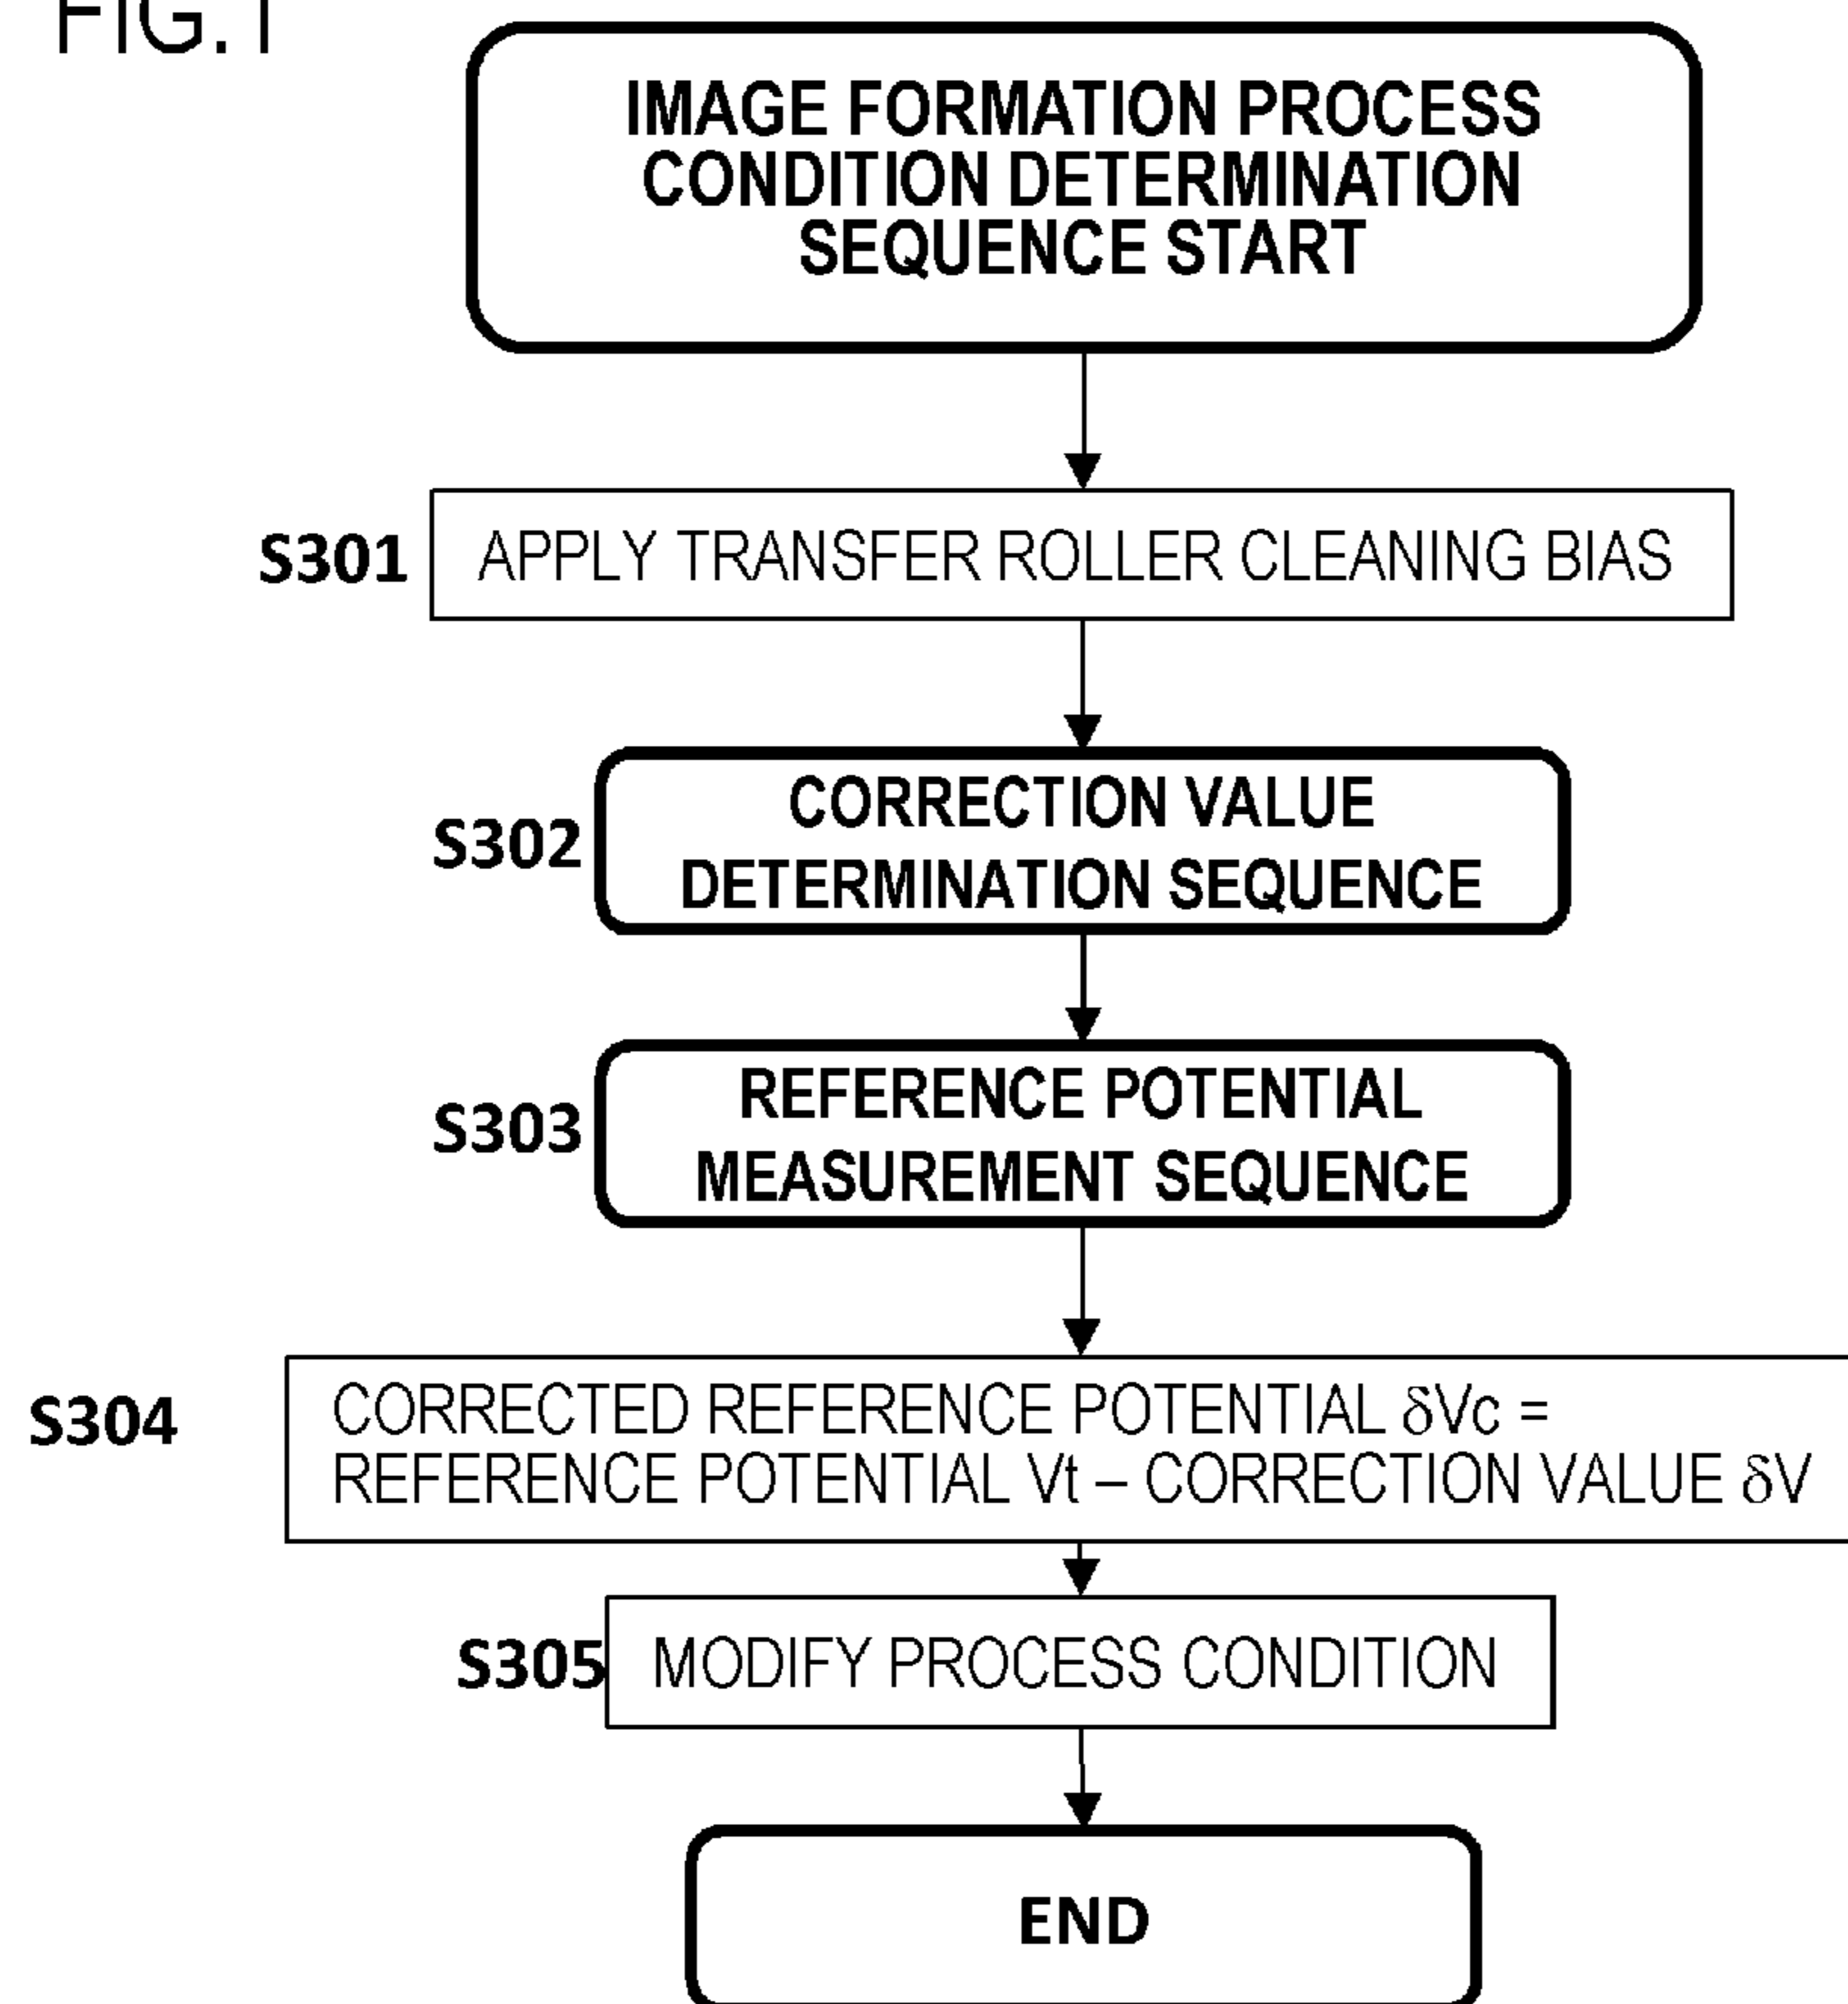 FIG.1
IMAGE FORMATION PROCESS
CONDITION DETERMINATION
SEQUENCE START
S301
APPLY TRANSFER ROLLER CLEANING BIAS
S302
CORRECTION VALUE
DETERMINATION SEQUENCE
S303
REFERENCE POTENTIAL
MEASUREMENT SEQUENCE
S304
CORRECTED REFERENCE POTENTIAL δVc =
REFERENCE POTENTIAL Vt – CORRECTION VALUE δV
S305
MODIFY PROCESS CONDITION
END